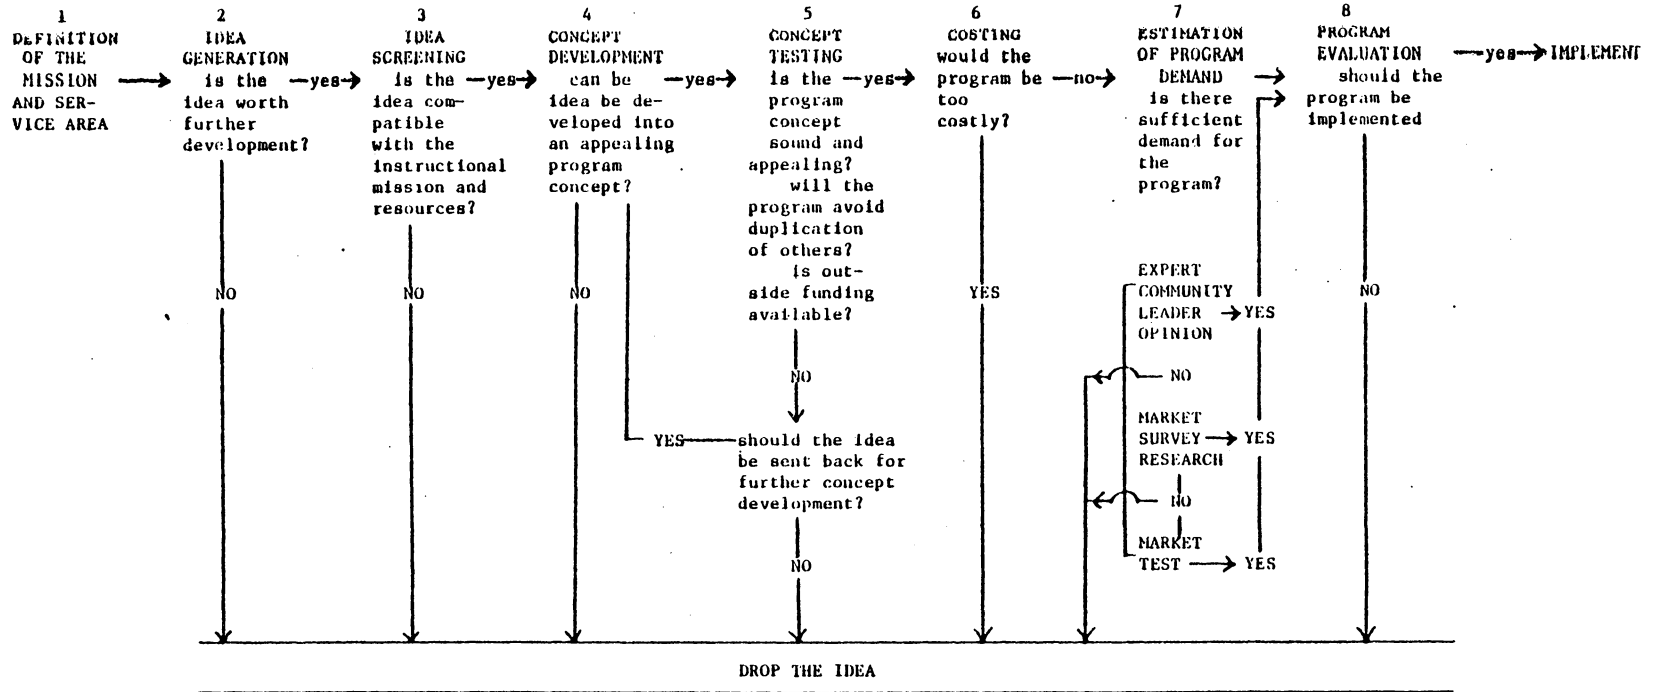 1
DEFINITION
OF THE
MISSION
AND SER-
VICE AREA
2
IDEA
GENERATION
is the
idea worth
further
development?
yes
NO
3
IDEA
SCREENING
is the
idea com-
patible
with the
instructional
mission and
resources?
yes
NO
4
CONCEPT
DEVELOPMENT
can be
idea be de-
veloped into
an appealing
program
concept?
yes
NO
5
CONCEPT
TESTING
is the
program
concept
sound and
appealing?
will the
program avoid
duplication
of others?
is out-
side funding
available?
yes
NO
YES
should the idea
be sent back for
further concept
development?
NO
6
COSTING
would the
program be
too
costly?
no
YES
7
ESTIMATION
OF PROGRAM
DEMAND
is there
sufficient
demand for
the
program?
EXPERT
COMMUNITY
LEADER
OPINION
YES
NO
MARKET
SURVEY
RESEARCH
YES
NO
MARKET
TEST
YES
8
PROGRAM
EVALUATION
should the
program be
implemented
yes
IMPLEMENT
NO
DROP THE IDEA